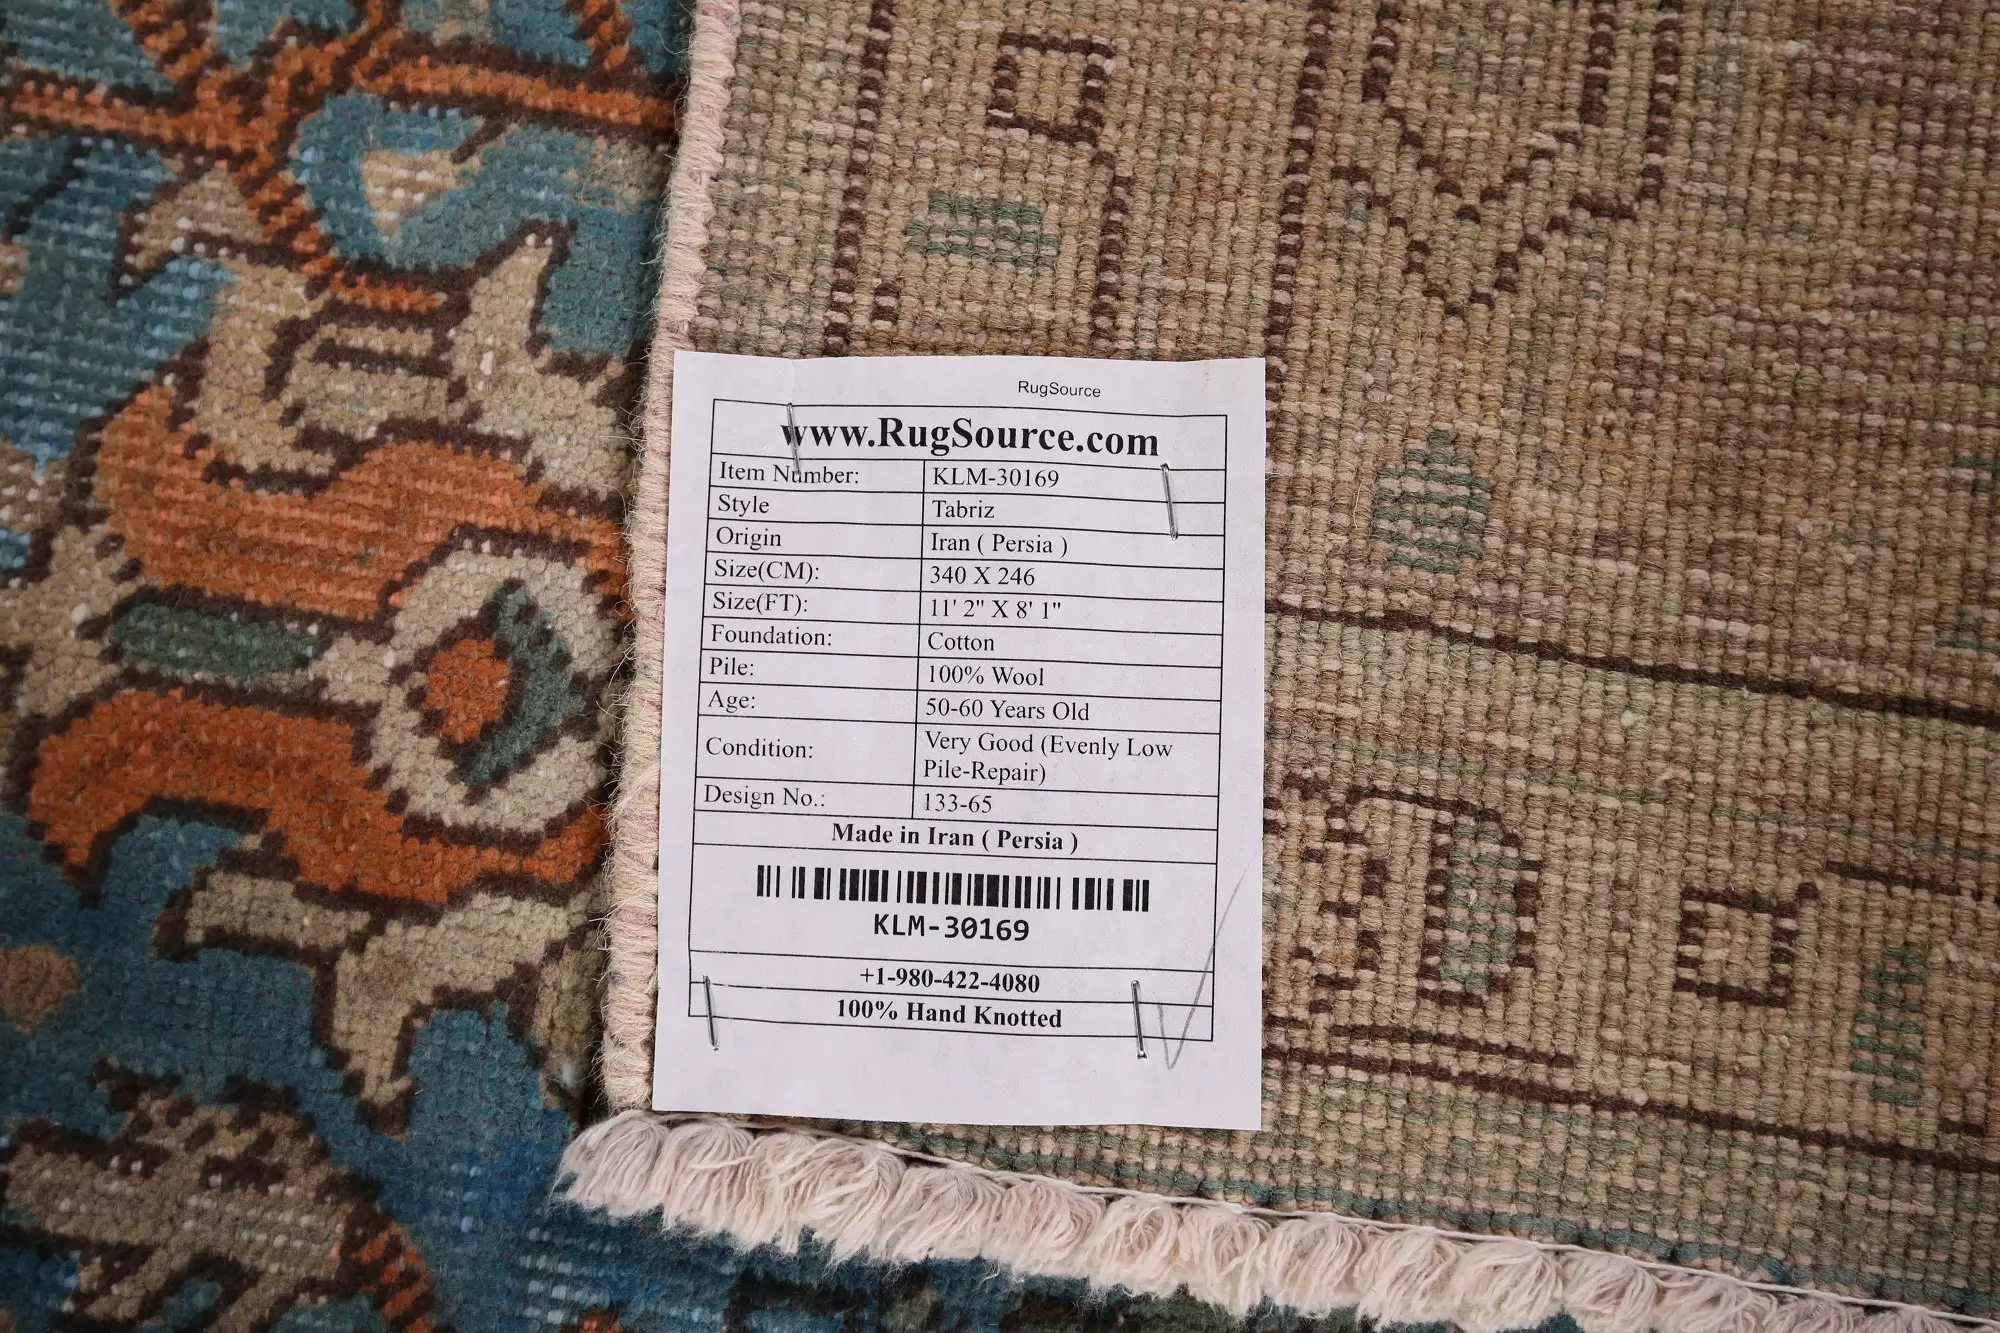 RugSource
www.RugSource.com
Item Number: KLM-30169
Style Tabriz
Origin Iran ( Persia )
Size(CM): 340 X 246
Size(FT): 11' 2" X 8' 1"
Foundation: Cotton
Pile: 100% Wool
Age: 50-60 Years Old
Condition: Very Good (Evenly Low
Pile-Repair)
Design No.: 133-65
Made in Iran ( Persia )
KLM-30169
+1-980-422-4080
100% Hand Knotted